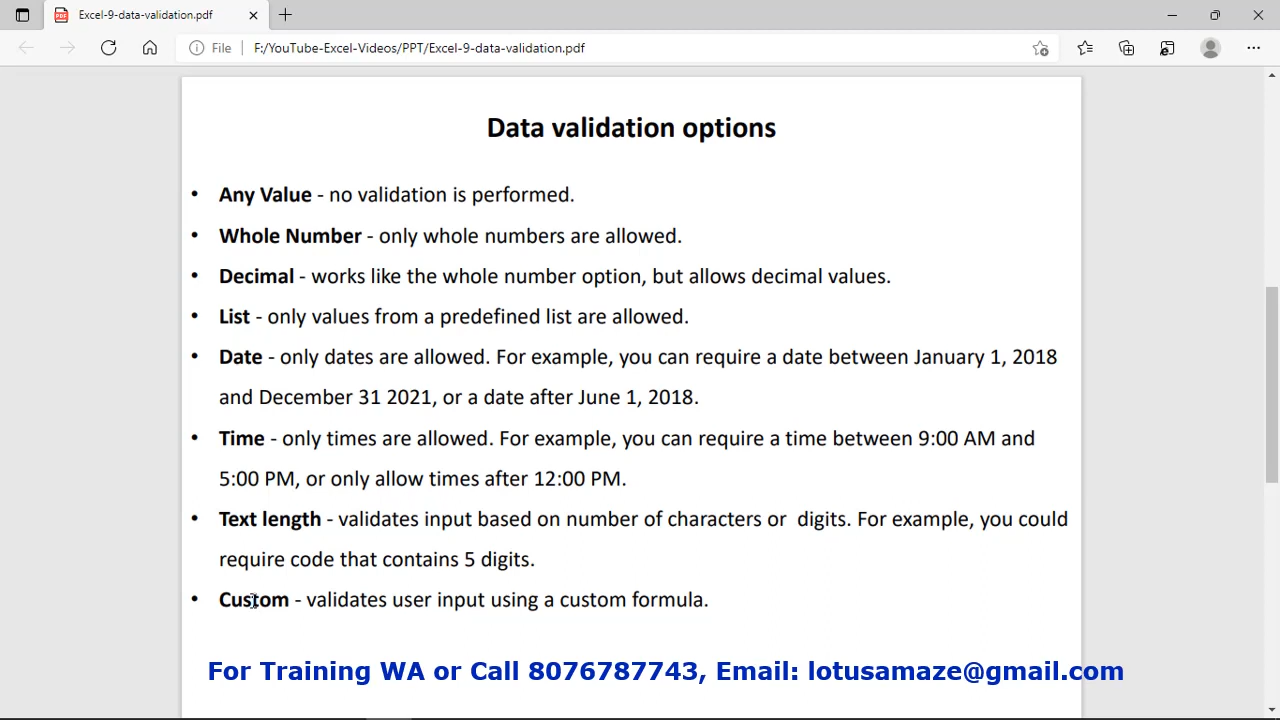 Excel-9-data-validation.pdf
File
F:/YouTube-Excel-Videos/PPT/Excel-9-data-validation.pdf
Data validation options
• Any Value - no validation is performed.
• Whole Number - only whole numbers are allowed.
• Decimal - works like the whole number option, but allows decimal values.
• List - only values from a predefined list are allowed.
• Date - only dates are allowed. For example, you can require a date between January 1, 2018
and December 31 2021, or a date after June 1, 2018.
• Time - only times are allowed. For example, you can require a time between 9:00 AM and
5:00 PM, or only allow times after 12:00 PM.
• Text length - validates input based on number of characters or  digits. For example, you could
require code that contains 5 digits.
• Custom - validates user input using a custom formula.
For Training WA or Call 8076787743, Email: lotusamaze@gmail.com